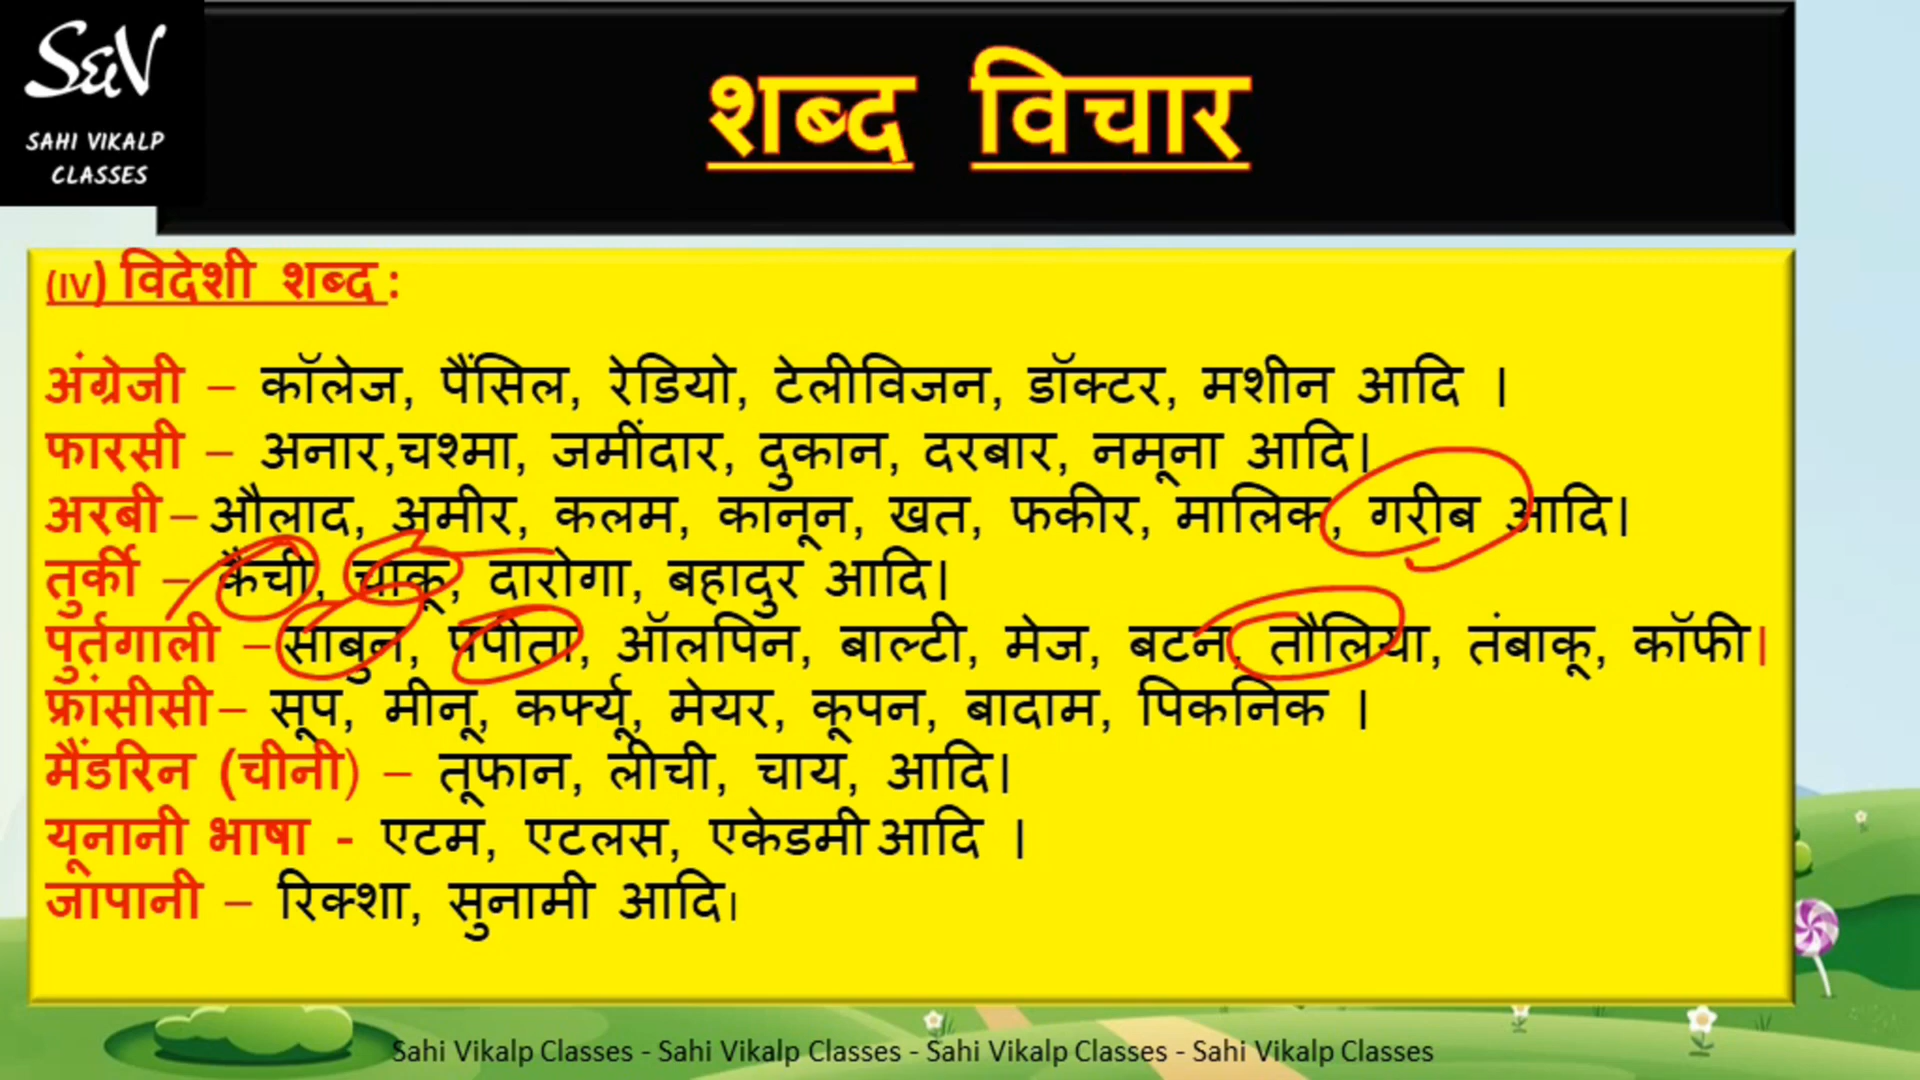 S&V
SAHI VIKALP
CLASSES
शब्द विचार
(IV) विदेशी शब्द :
अंग्रेजी – कॉलेज, पैंसिल, रेडियो, टेलीविजन, डॉक्टर, मशीन आदि ।
फारसी – अनार,चश्मा, जमींदार, दुकान, दरबार, नमूना आदि।
अरबी – औलाद, अमीर, कलम, कानून, खत, फकीर, मालिक, गरीब आदि।
तुर्की – कैंची, चाकू, दारोगा, बहादुर आदि।
पुर्तगाली – साबुन, पपीता, ऑलपिन, बाल्टी, मेज, बटन, तौलिया, तंबाकू, कॉफी।
फ्रांसीसी – सूप, मीनू, कर्फ्यू, मेयर, कूपन, बादाम, पिकनिक ।
मैंडरिन (चीनी) – तूफान, लीची, चाय, आदि।
यूनानी भाषा - एटम, एटलस, एकेडमी आदि ।
जापानी – रिक्शा, सुनामी आदि।
Sahi Vikalp Classes - Sahi Vikalp Classes - Sahi Vikalp Classes - Sahi Vikalp Classes